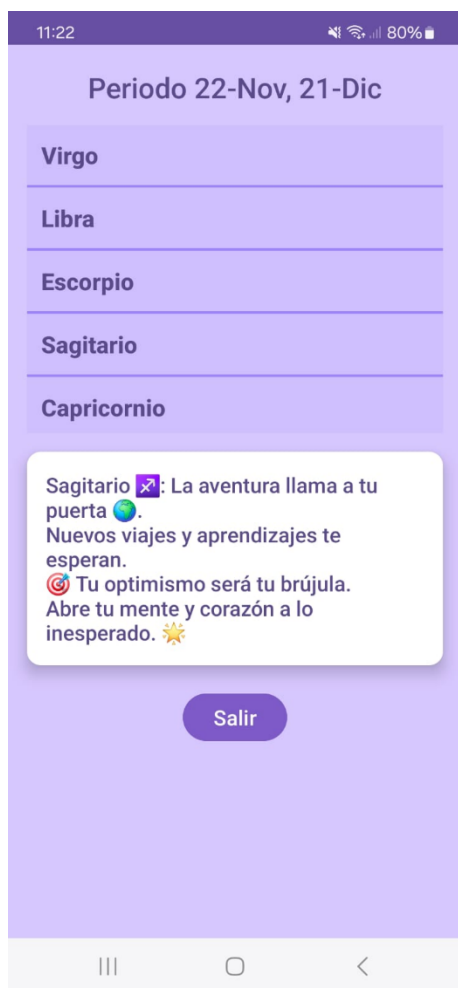 11:22
80%
Periodo 22-Nov, 21-Dic
Virgo
Libra
Escorpio
Sagitario
Capricornio
Sagitario ♐: La aventura llama a tu
puerta 🌍.
Nuevos viajes y aprendizajes te
esperan.
🎯 Tu optimismo será tu brújula.
Abre tu mente y corazón a lo
inesperado. 🌟
Salir